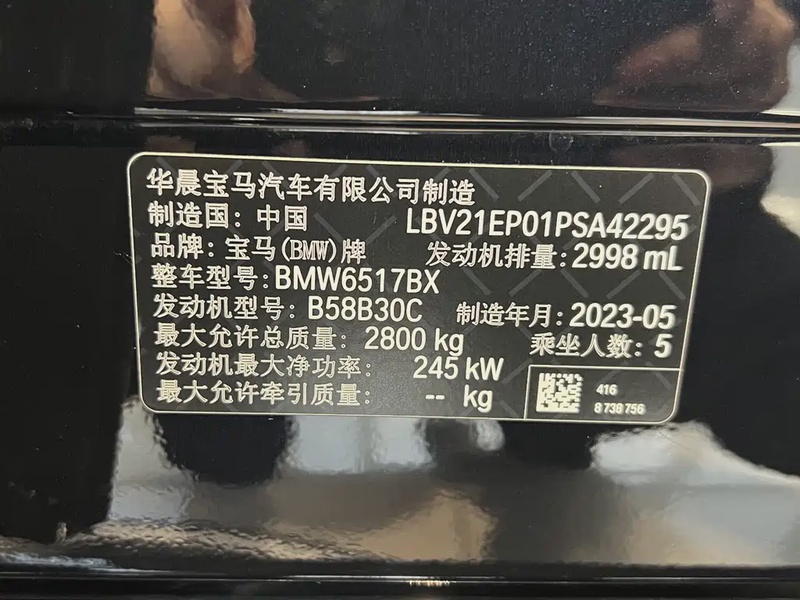 华晨宝马汽车有限公司制造
制造国: 中国 LBV21EP01PSA42295
品牌: 宝马(BMW)牌 发动机排量: 2998 mL
整车型号: BMW6517BX
发动机型号: B58B30C 制造年月: 2023-05
最大允许总质量: 2800 kg 乘坐人数: 5
发动机最大净功率: 245 kW
最大允许牵引质量: -- kg
416
8 738 756